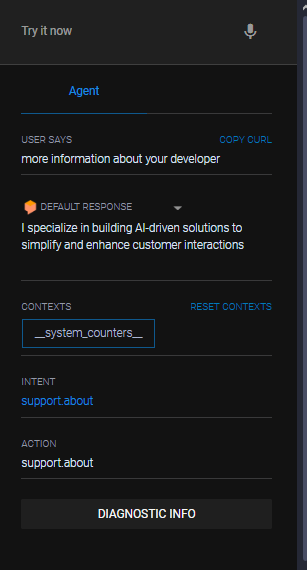 Try it now
Agent
USER SAYS
COPY CURL
more information about your developer
DEFAULT RESPONSE
I specialize in building AI-driven solutions to
simplify and enhance customer interactions
CONTEXTS
RESET CONTEXTS
__system_counters__
INTENT
support.about
ACTION
support.about
DIAGNOSTIC INFO